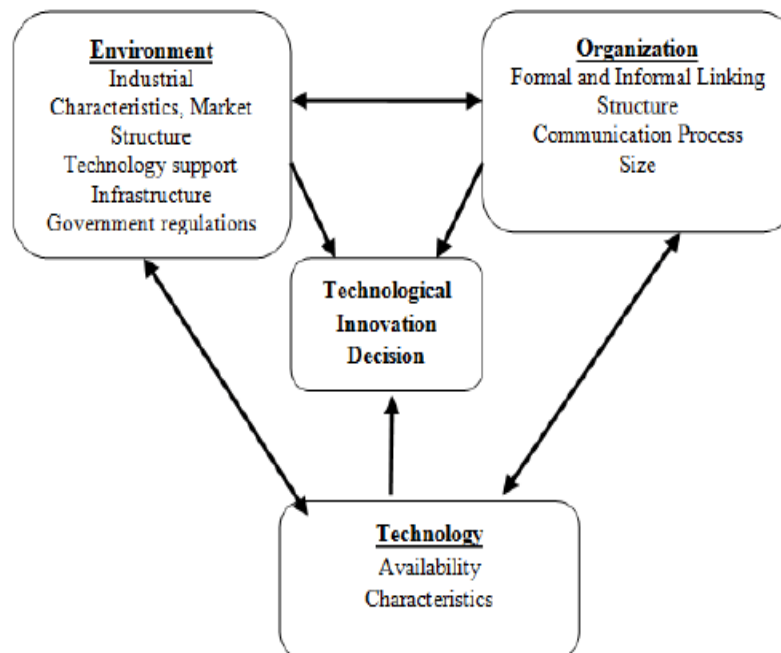 Environment
Industrial
Characteristics, Market
Structure
Technology support
Infrastructure
Government regulations
Organization
Formal and Informal Linking
Structure
Communication Process
Size
Technological
Innovation
Decision
Technology
Availability
Characteristics